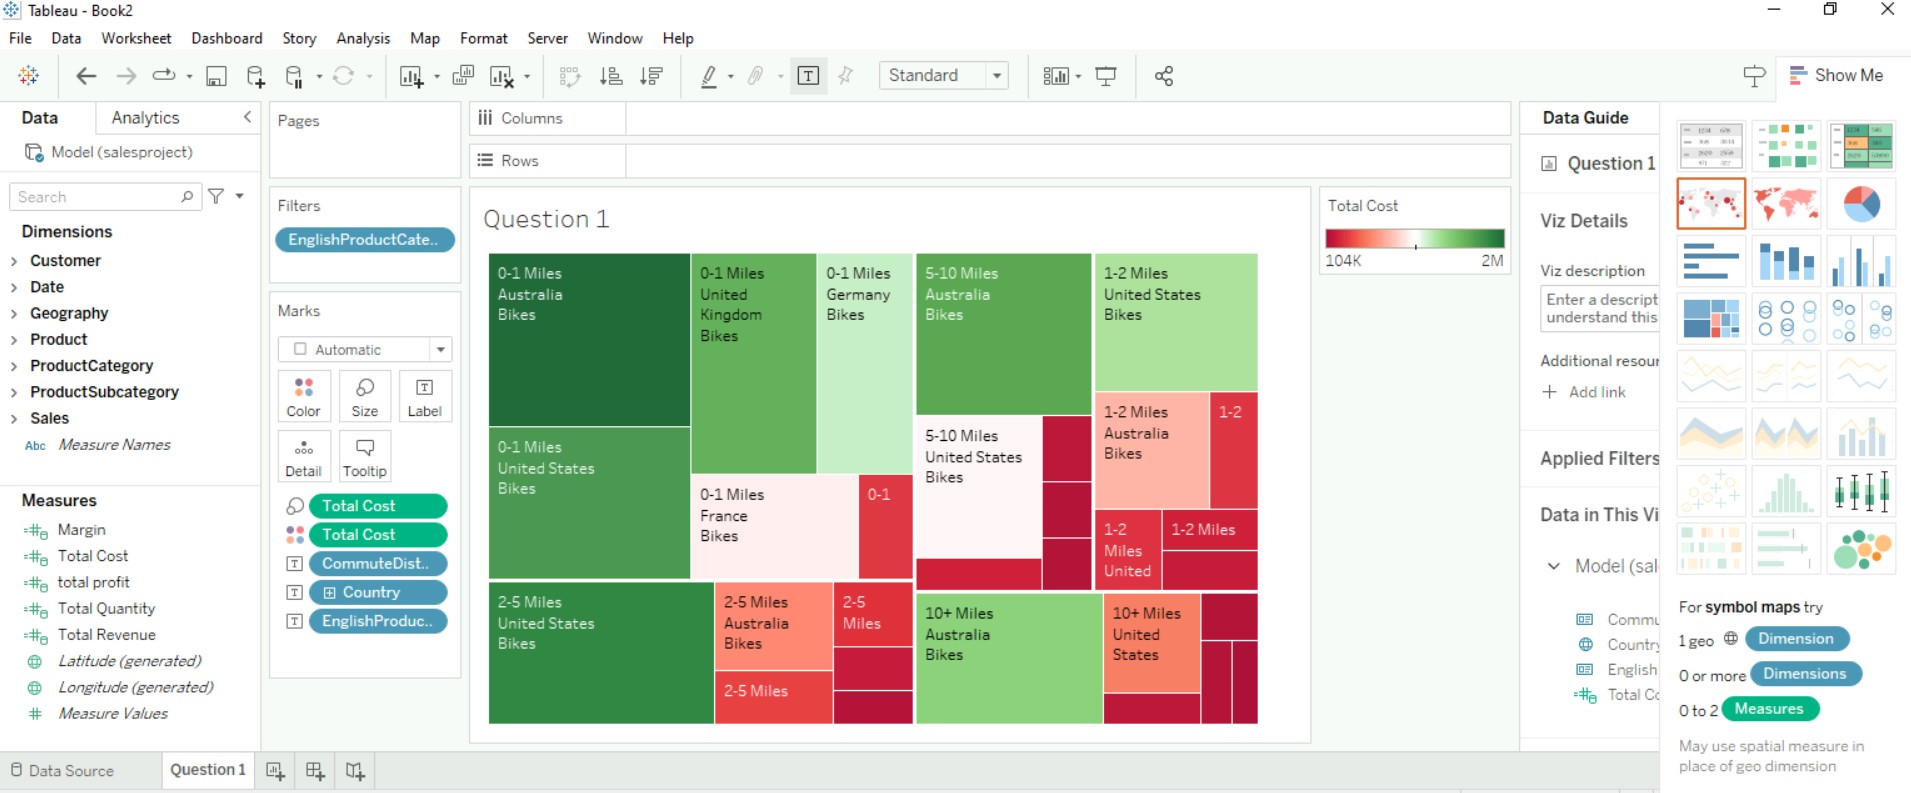 Tableau - Book2
File Data Worksheet Dashboard Story Analysis Map Format Server Window Help
Standard
Show Me
Data
Analytics
Model (salesproject)
Search
Dimensions
Customer
Date
Geography
Product
ProductCategory
ProductSubcategory
Sales
Abc Measure Names
Measures
Margin
Total Cost
total profit
Total Quantity
Total Revenue
Latitude (generated)
Longitude (generated)
Measure Values
Pages
Filters
EnglishProductCate..
Marks
Automatic
Color
Size
Label
Detail
Tooltip
Total Cost
Total Cost
CommuteDist..
Country
EnglishProduc..
Columns
Rows
Question 1
0-1 Miles
Australia
Bikes
0-1 Miles
United
Kingdom
Bikes
0-1 Miles
Germany
Bikes
0-1 Miles
United States
Bikes
0-1 Miles
France
Bikes
0-1
2-5 Miles
United States
Bikes
2-5 Miles
Australia
Bikes
2-5
Miles
2-5 Miles
5-10 Miles
Australia
Bikes
5-10 Miles
United States
Bikes
1-2 Miles
United States
Bikes
1-2 Miles
Australia
Bikes
1-2
1-2
Miles
United
1-2 Miles
10+ Miles
Australia
Bikes
10+ Miles
United
States
Total Cost
104K 2M
Data Guide
Question 1
Viz Details
Viz description
Enter a descript
understand this
Additional resour
Add link
Applied Filters
Data in This Vi
Model (sal
Commu
Country
English
Total Co
For symbol maps try
1 geo Dimension
0 or more Dimensions
0 to 2 Measures
May use spatial measure in
place of geo dimension
Data Source
Question 1